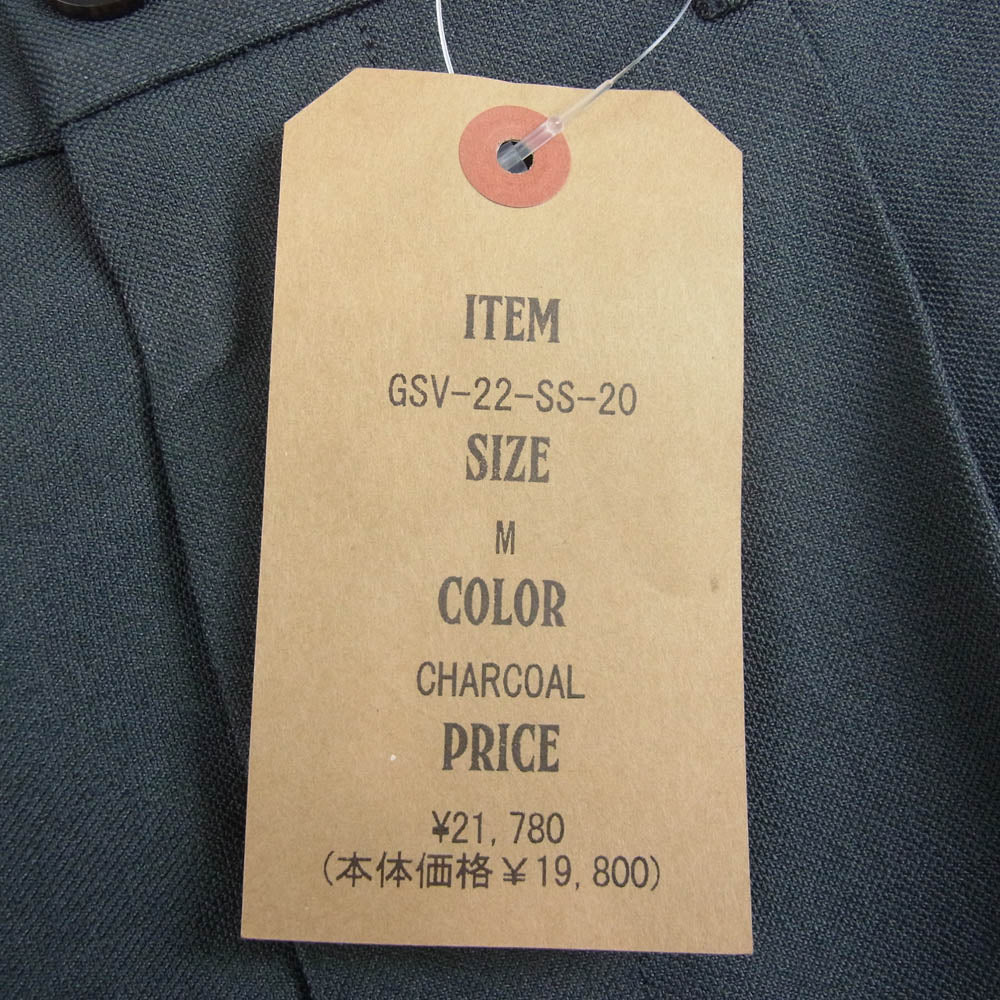 ITEM
GSV-22-SS-20
SIZE
M
COLOR
CHARCOAL
PRICE
¥21,780
(本体価格¥19,800)